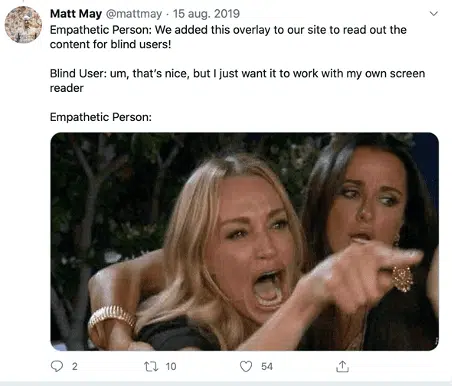 Matt May @mattmay · 15 aug. 2019
Empathetic Person: We added this overlay to our site to read out the
content for blind users!
Blind User: um, that's nice, but I just want it to work with my own screen
reader
Empathetic Person:
2 10 54